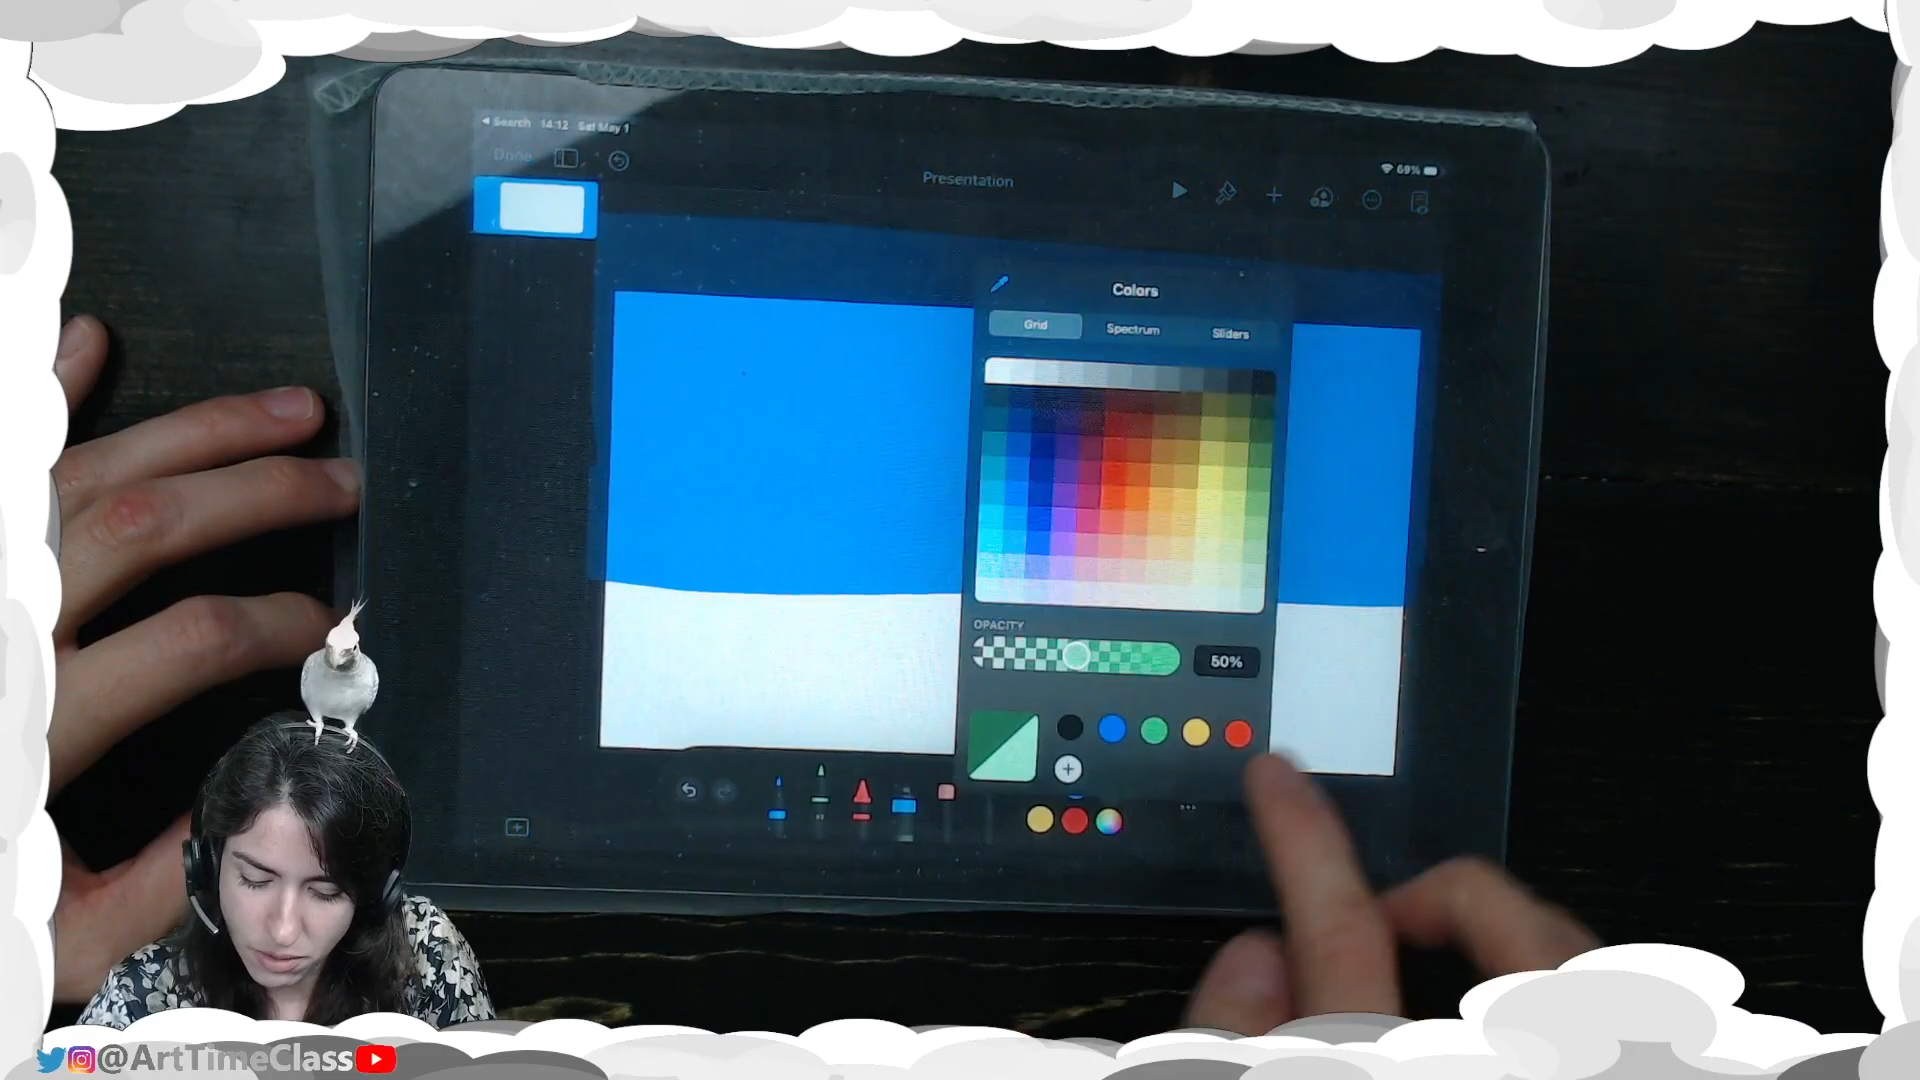 Search 14:12 Sat May 1
69%
Done
Presentation
Colors
Grid Spectrum Sliders
OPACITY
50%
@ArtTimeClass